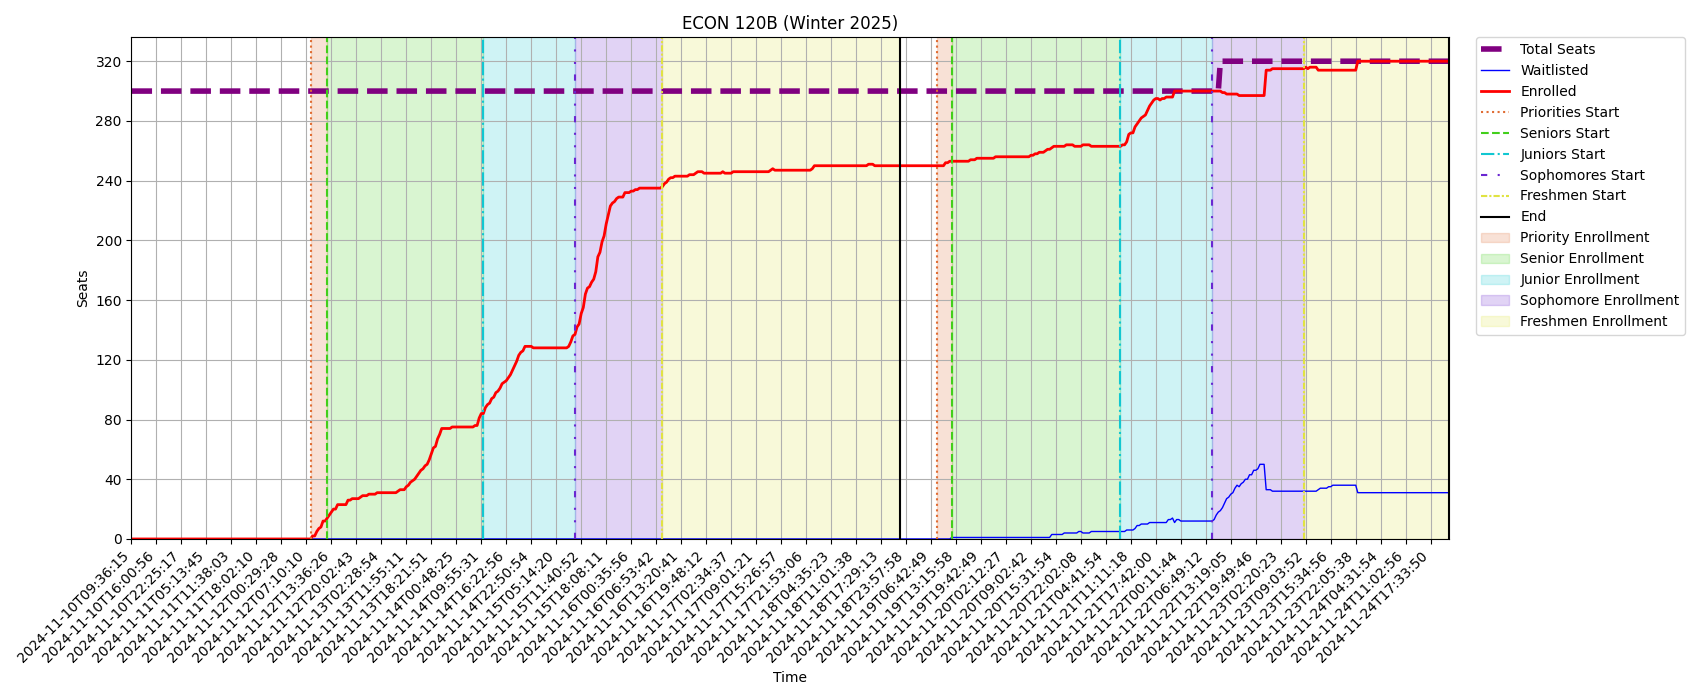 ECON 120B (Winter 2025)
Seats
320
280
240
200
160
120
80
40
0
2024-11-10T09:36:15
2024-11-10T16:00:56
2024-11-10T22:25:17
2024-11-11T05:13:45
2024-11-11T11:38:03
2024-11-11T18:02:10
2024-11-12T00:29:28
2024-11-12T07:10:16
2024-11-12T13:36:26
2024-11-12T20:02:43
2024-11-13T02:28:54
2024-11-13T11:55:11
2024-11-13T18:21:51
2024-11-14T00:48:25
2024-11-14T09:55:31
2024-11-14T16:22:56
2024-11-14T22:50:54
2024-11-15T05:14:20
2024-11-15T11:40:52
2024-11-15T18:08:11
2024-11-16T00:35:56
2024-11-16T06:53:42
2024-11-16T13:20:41
2024-11-16T19:48:12
2024-11-17T02:34:37
2024-11-17T09:01:21
2024-11-17T15:26:57
2024-11-17T21:53:06
2024-11-18T04:35:23
2024-11-18T11:01:38
2024-11-18T17:29:13
2024-11-18T23:57:58
2024-11-19T06:42:49
2024-11-19T13:15:58
2024-11-19T19:42:49
2024-11-20T02:12:27
2024-11-20T09:02:42
2024-11-20T15:31:54
2024-11-20T22:02:08
2024-11-21T04:41:54
2024-11-21T11:11:18
2024-11-21T17:42:00
2024-11-22T00:11:44
2024-11-22T06:49:12
2024-11-22T13:19:05
2024-11-22T19:49:46
2024-11-23T02:20:23
2024-11-23T09:03:52
2024-11-23T15:34:56
2024-11-23T22:05:38
2024-11-24T04:31:54
2024-11-24T11:02:56
2024-11-24T17:33:50
Time
Total Seats
Waitlisted
Enrolled
Priorities Start
Seniors Start
Juniors Start
Sophomores Start
Freshmen Start
End
Priority Enrollment
Senior Enrollment
Junior Enrollment
Sophomore Enrollment
Freshmen Enrollment